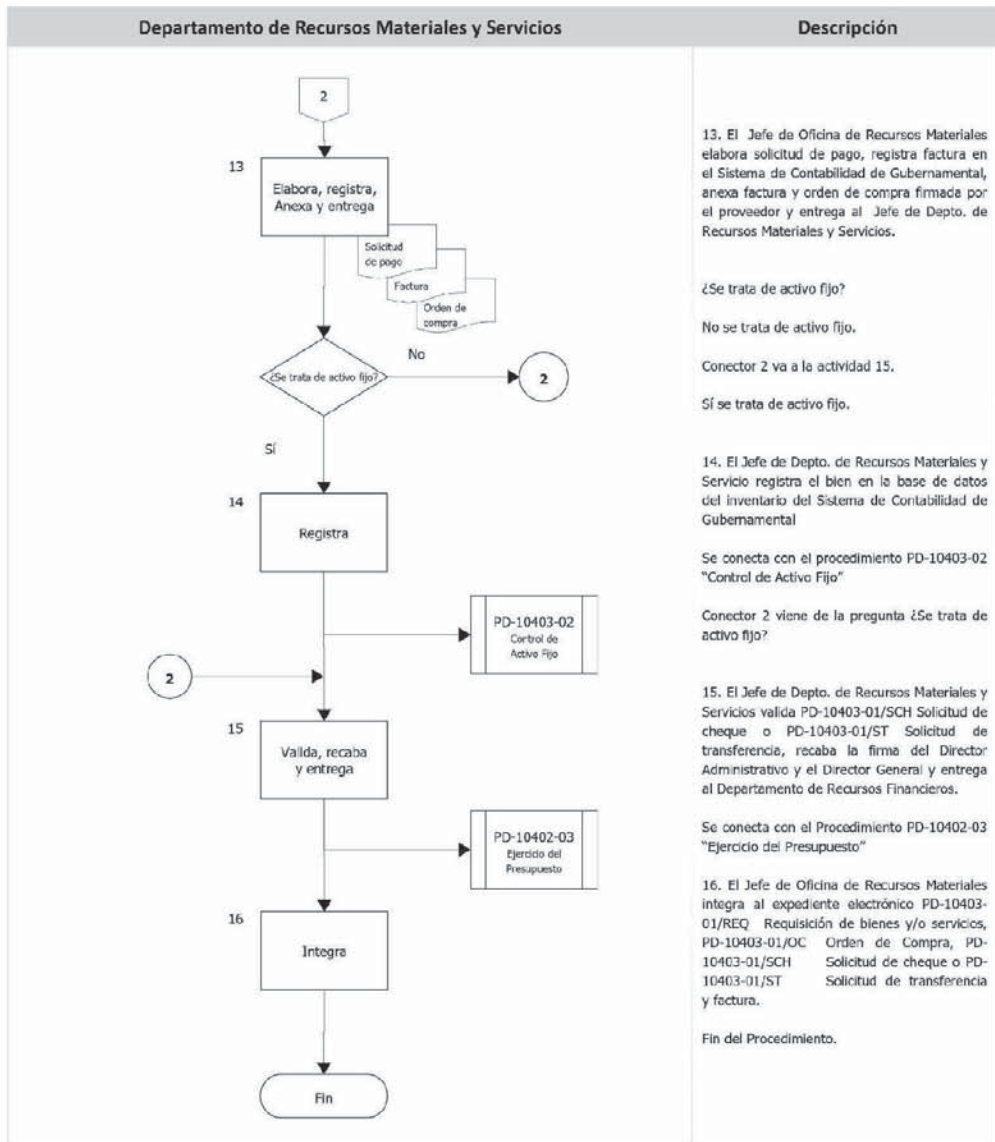 Departamento de Recursos Materiales y Servicios
Descripción
2
13
Elabora, registra,
Anexa y entrega
Solicitud
de pago
Factura
Orden de
compra
¿Se trata de activo fijo?
No
2
Sí
14
Registra
PD-10403-02
Control de
Activo Fijo
2
15
Valida, recaba
y entrega
PD-10402-03
Ejercicio del
Presupuesto
16
Integra
Fin
13. El Jefe de Oficina de Recursos Materiales
elabora solicitud de pago, registra factura en
el Sistema de Contabilidad de Gubernamental,
anexa factura y orden de compra firmada por
el proveedor y entrega al Jefe de Depto. de
Recursos Materiales y Servicios.
¿Se trata de activo fijo?
No se trata de activo fijo.
Conector 2 va a la actividad 15.
Sí se trata de activo fijo.
14. El Jefe de Depto. de Recursos Materiales y
Servicio registra el bien en la base de datos
del inventario del Sistema de Contabilidad de
Gubernamental
Se conecta con el procedimiento PD-10403-02
"Control de Activo Fijo"
Conector 2 viene de la pregunta ¿Se trata de
activo fijo?
15. El Jefe de Depto. de Recursos Materiales y
Servicios valida PD-10403-01/SCH Solicitud de
cheque o PD-10403-01/ST Solicitud de
transferencia, recaba la firma del Director
Administrativo y el Director General y entrega
al Departamento de Recursos Financieros.
Se conecta con el Procedimiento PD-10402-03
"Ejercicio del Presupuesto"
16. El Jefe de Oficina de Recursos Materiales
integra al expediente electrónico PD-10403-
01/REQ Requisición de bienes y/o servicios,
PD-10403-01/OC Orden de Compra, PD-
10403-01/SCH Solicitud de cheque o PD-
10403-01/ST Solicitud de transferencia
y factura.
Fin del Procedimiento.